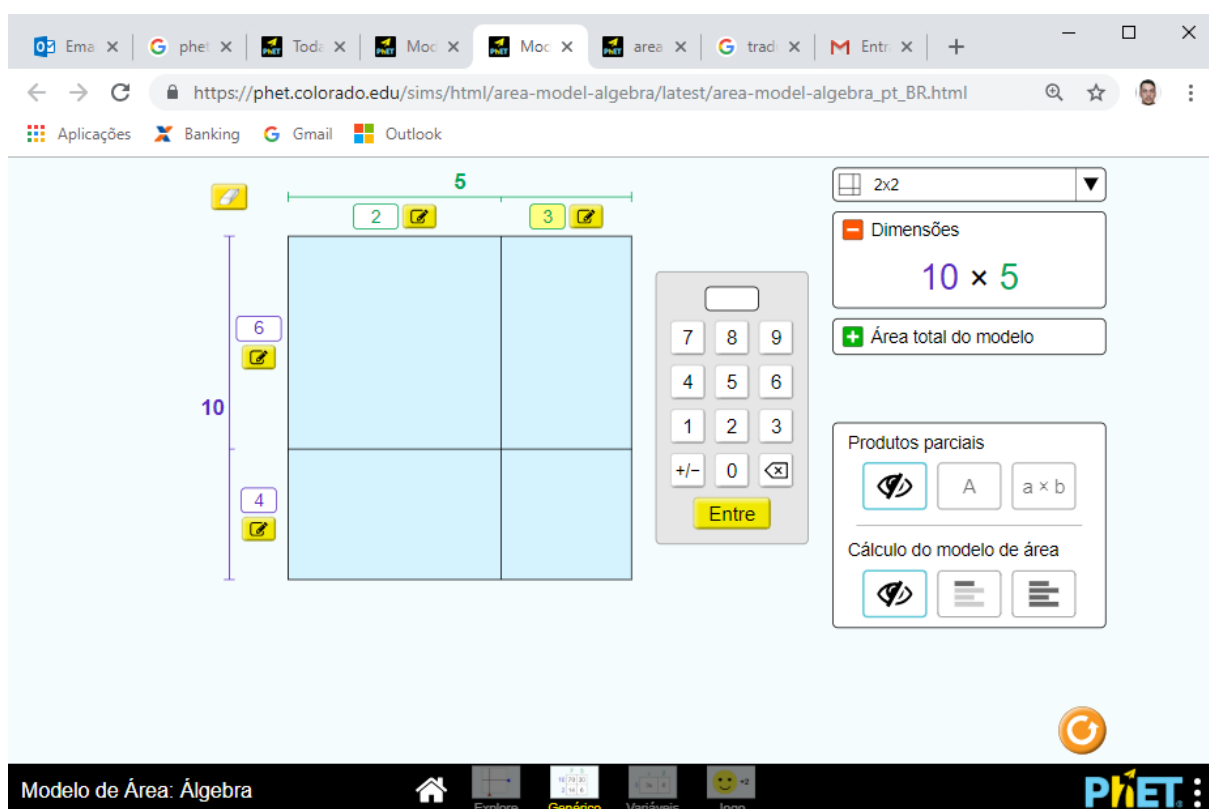 Ema
phet
Toda
Mod
Mod
area
trad
Entr
https://phet.colorado.edu/sims/html/area-model-algebra/latest/area-model-algebra_pt_BR.html
Aplicações
Banking
Gmail
Outlook
5
2
3
6
10
4
7 8 9
4 5 6
1 2 3
+/− 0
Entre
2x2
Dimensões
10 × 5
Área total do modelo
Produtos parciais
A
a × b
Cálculo do modelo de área
Modelo de Área: Álgebra
Explore
Genérico
Variáveis
Jogo
PhET